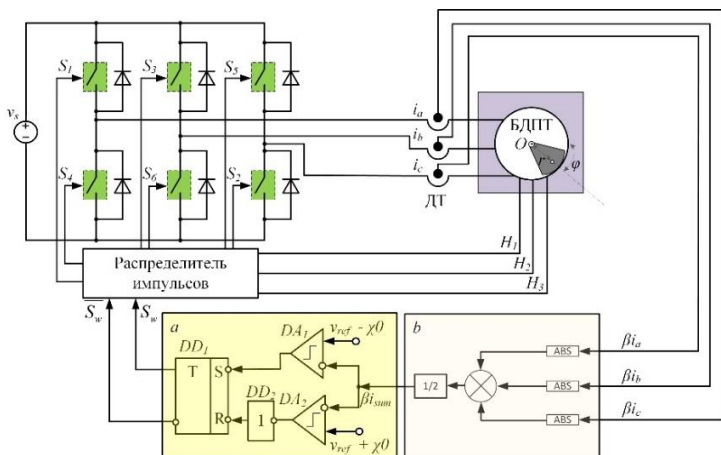 S1
S3
S5
vs
ia
ib
ic
БДПТ
O
r
φ
S4
S6
S2
ДТ
H1
H2
H3
Распределитель
импульсов
S̅w̅
Sw
a
DA1
vref - χ0
DD1
T
S
R
DD2
1
DA2
βisum
vref + χ0
b
1/2
ABS
βia
ABS
βib
ABS
βic